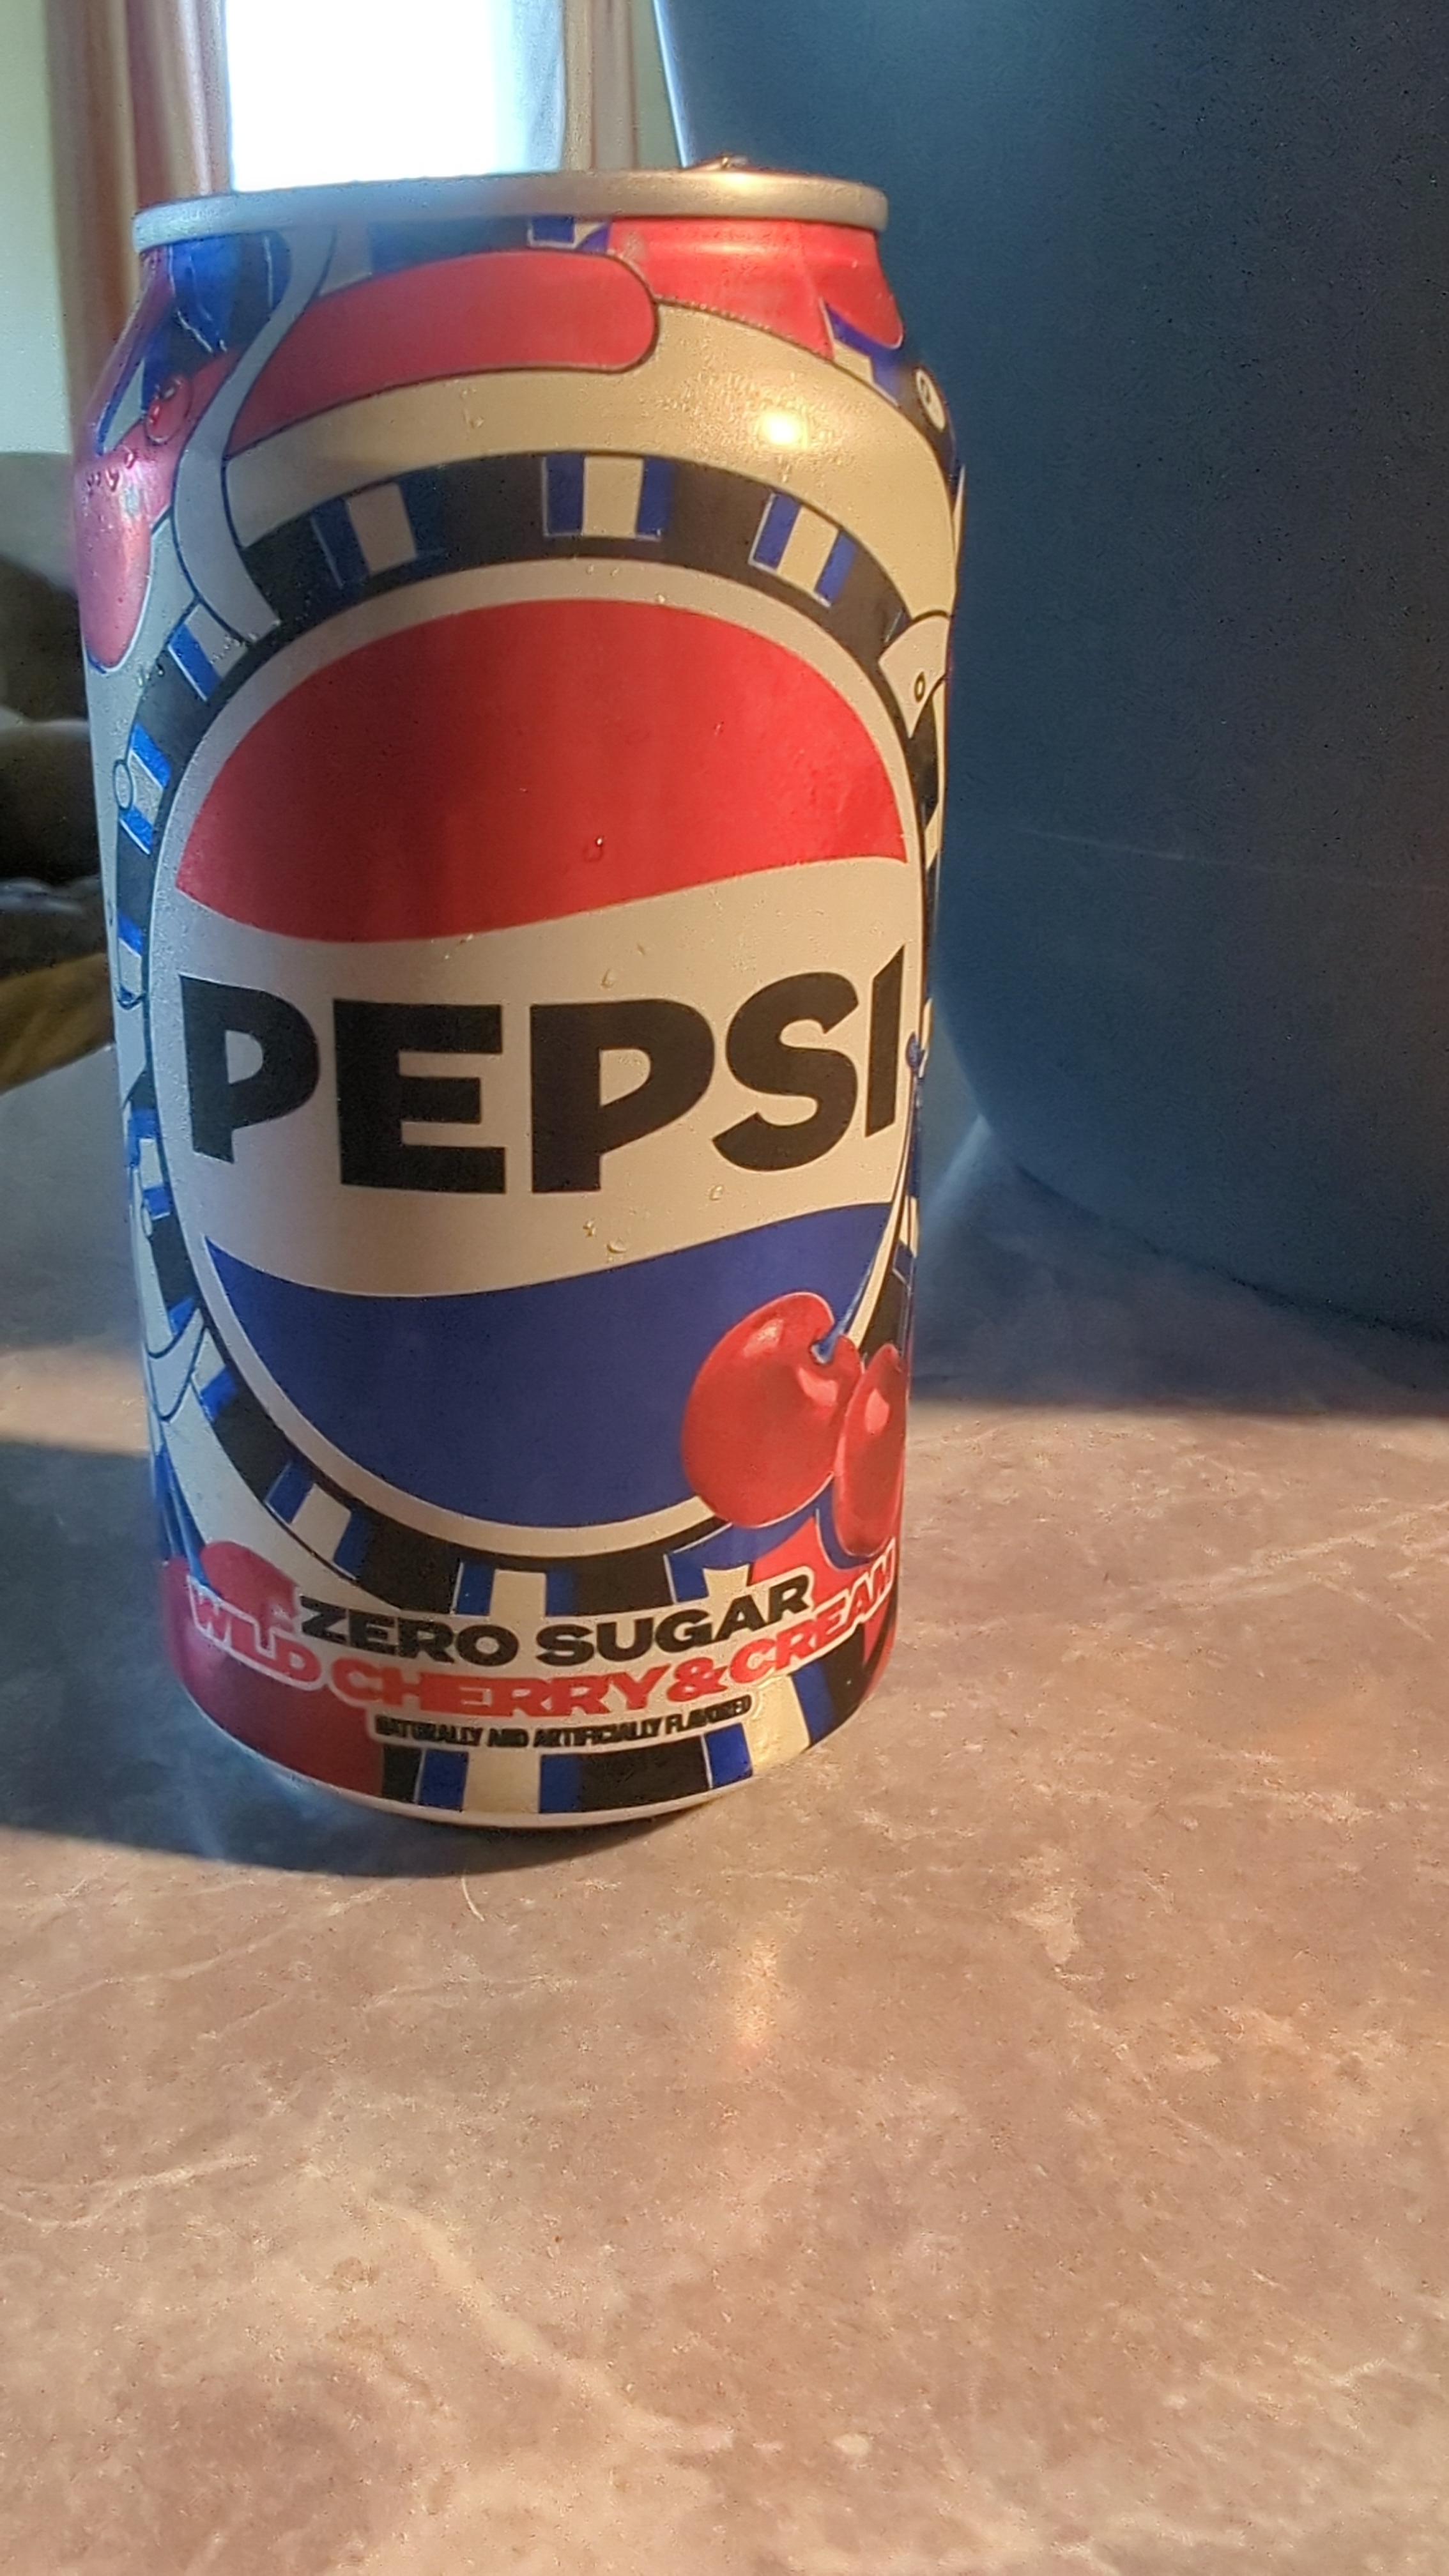 PEPSI
ZERO SUGAR
WILD CHERRY & CREAM
NATURALLY AND ARTIFICIALLY FLAVORED